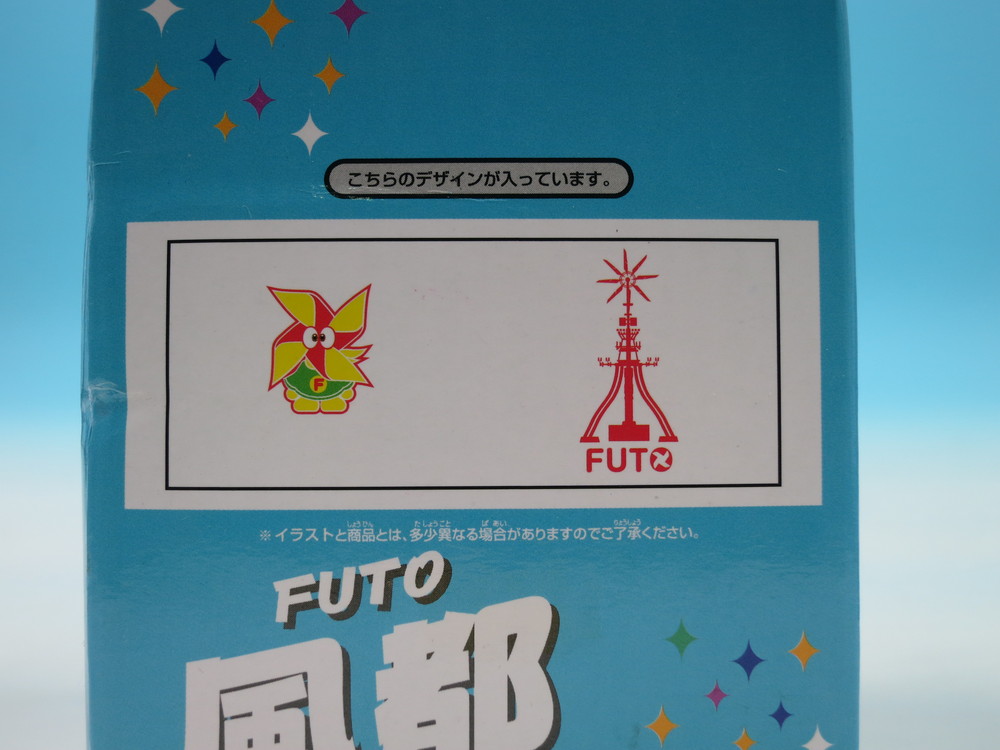 こちらのデザインが入っています。
F
FUTO
※イラストと商品とは、多少異なる場合がありますのでご了承ください。
FUTO
風都